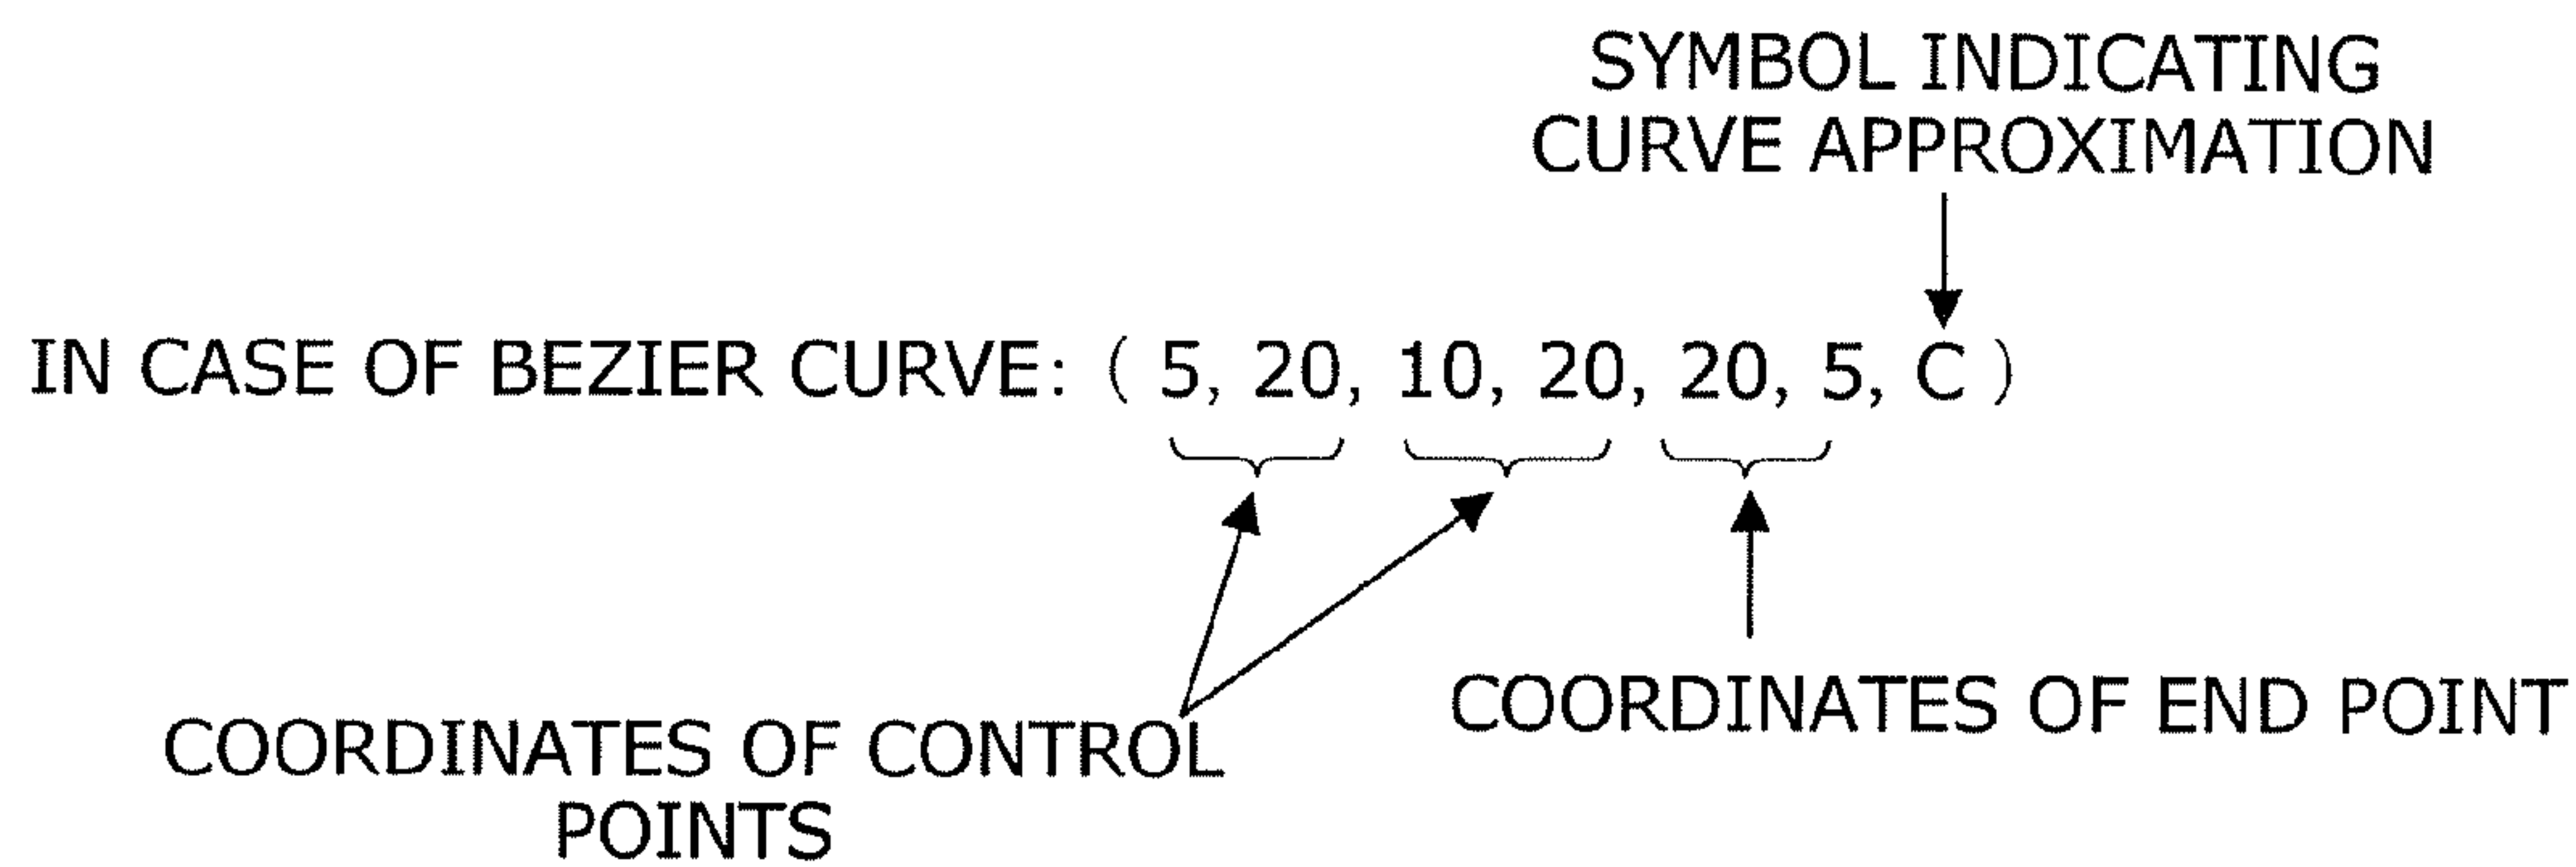 SYMBOL INDICATING
CURVE APPROXIMATION
IN CASE OF BEZIER CURVE: ( 5, 20, 10, 20, 20, 5, C )
COORDINATES OF CONTROL
POINTS
COORDINATES OF END POINT